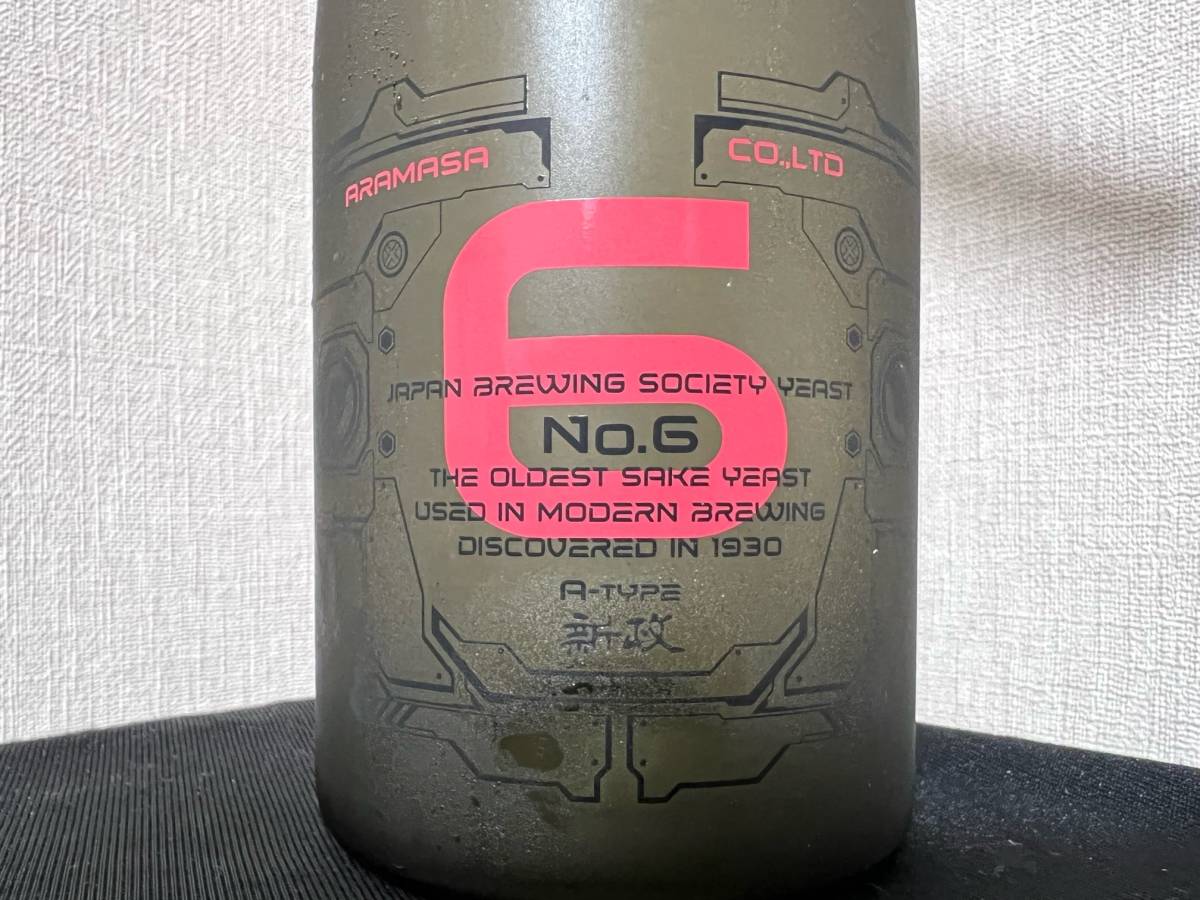 ARAMASA CO.,LTD
6
JAPAN BREWING SOCIETY YEAST
No.6
THE OLDEST SAKE YEAST
USED IN MODERN BREWING
DISCOVERED IN 1930
A-TYPE
新政